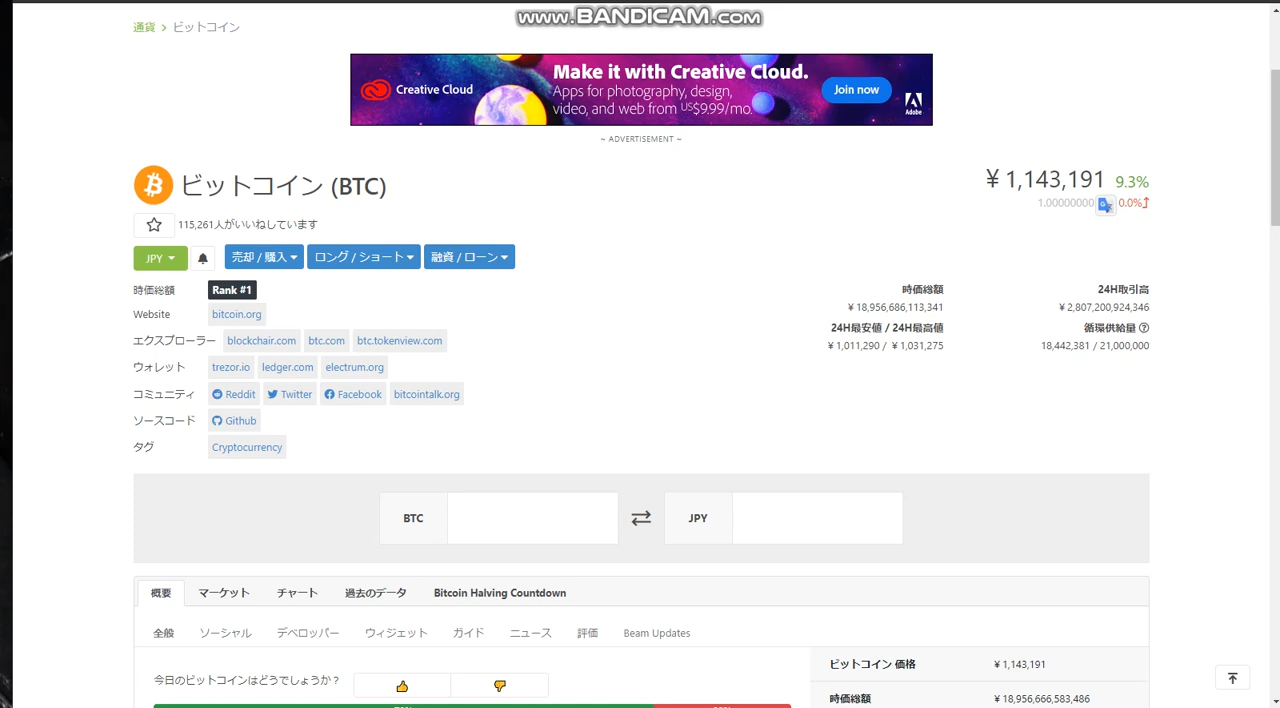 www.BANDICAM.com
通貨 > ビットコイン
Creative Cloud
Make it with Creative Cloud.
Apps for photography, design,
video, and web from US$9.99/mo.
Join now
Adobe
~ ADVERTISEMENT ~
ビットコイン (BTC)
¥ 1,143,191 9.3%
1.00000000 0.0%
115,261人がいいねしています
JPY
売却 / 購入
ロング / ショート
融資 / ローン
時価総額 Rank #1
Website bitcoin.org
エクスプローラー blockchair.com btc.com btc.tokenview.com
ウォレット trezor.io ledger.com electrum.org
コミュニティ Reddit Twitter Facebook bitcointalk.org
ソースコード Github
タグ Cryptocurrency
時価総額 24H取引高
¥ 18,956,686,113,341 ¥ 2,807,200,924,346
24H最安値 / 24H最高値 循環供給量
¥ 1,011,290 / ¥ 1,031,275 18,442,381 / 21,000,000
BTC JPY
概要 マーケット チャート 過去のデータ Bitcoin Halving Countdown
全般 ソーシャル デベロッパー ウィジェット ガイド ニュース 評価 Beam Updates
今日のビットコインはどうでしょうか？
ビットコイン 価格 ¥ 1,143,191
時価総額 ¥ 18,956,666,583,486